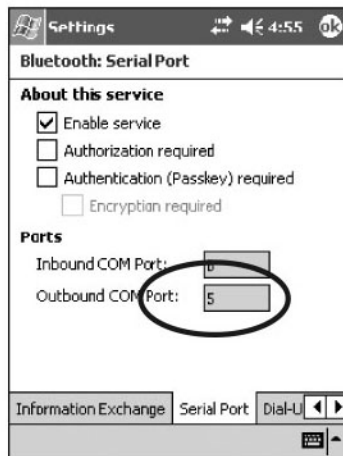 Settings 4:55 ok
Bluetooth: Serial Port
About this service
Enable service
Authorization required
Authentication (Passkey) required
Encryption required
Ports
Inbound COM Port:
Outbound COM Port: 5
Information Exchange Serial Port Dial-U